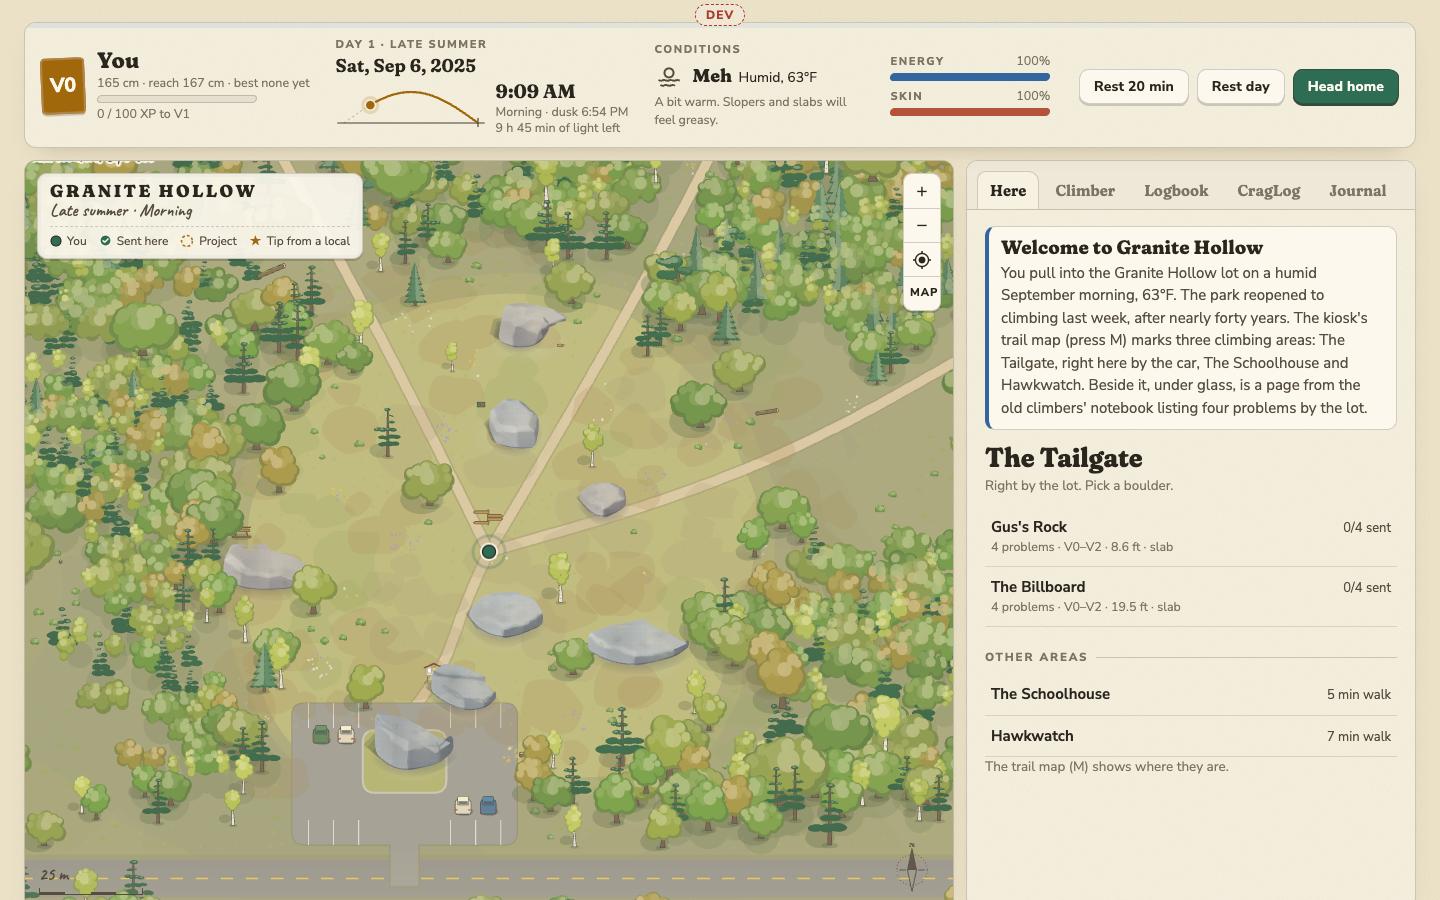 DEV
V0
You
165 cm · reach 167 cm · best none yet
0 / 100 XP to V1
DAY 1 · LATE SUMMER
Sat, Sep 6, 2025
9:09 AM
Morning · dusk 6:54 PM
9 h 45 min of light left
CONDITIONS
Meh Humid, 63°F
A bit warm. Slopers and slabs will
feel greasy.
ENERGY 100%
SKIN 100%
Rest 20 min
Rest day
Head home
GRANITE HOLLOW
Late summer · Morning
You Sent here Project Tip from a local
+
−
MAP
25 m
N
Here Climber Logbook CragLog Journal
Welcome to Granite Hollow
You pull into the Granite Hollow lot on a humid
September morning, 63°F. The park reopened to
climbing last week, after nearly forty years. The kiosk's
trail map (press M) marks three climbing areas: The
Tailgate, right here by the car, The Schoolhouse and
Hawkwatch. Beside it, under glass, is a page from the
old climbers' notebook listing four problems by the lot.
The Tailgate
Right by the lot. Pick a boulder.
Gus's Rock 0/4 sent
4 problems · V0–V2 · 8.6 ft · slab
The Billboard 0/4 sent
4 problems · V0–V2 · 19.5 ft · slab
OTHER AREAS
The Schoolhouse 5 min walk
Hawkwatch 7 min walk
The trail map (M) shows where they are.